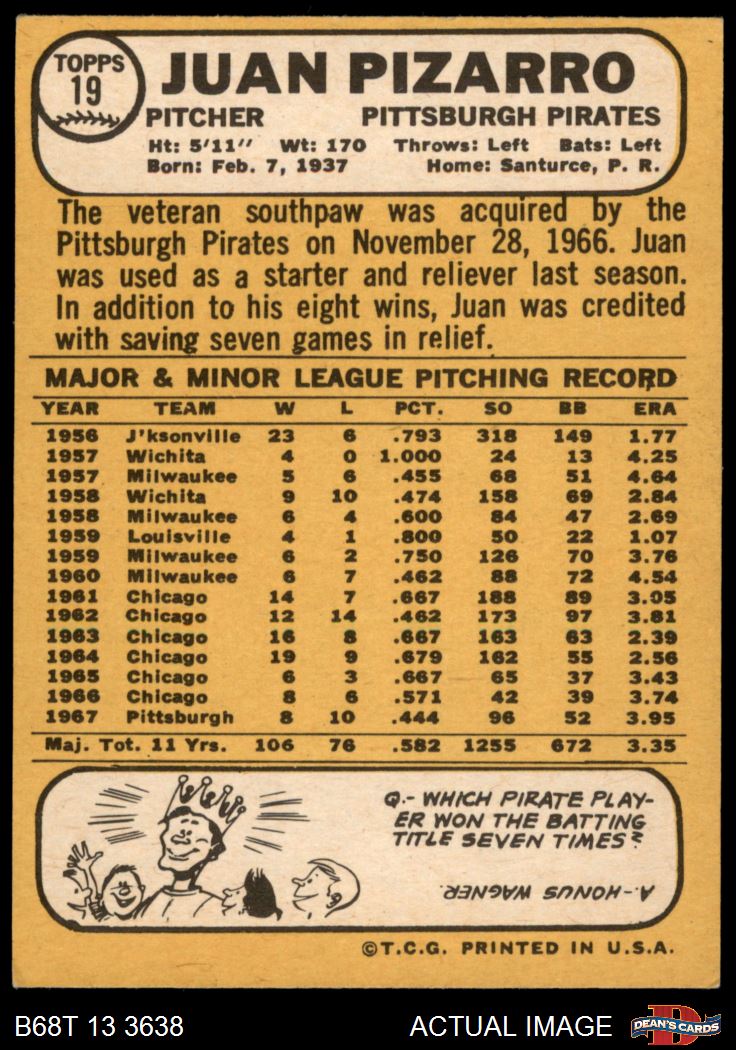 TOPPS
19
JUAN PIZARRO
PITCHER PITTSBURGH PIRATES
Ht: 5'11" Wt: 170 Throws: Left Bats: Left
Born: Feb. 7, 1937 Home: Santurce, P. R.
The veteran southpaw was acquired by the
Pittsburgh Pirates on November 28, 1966. Juan
was used as a starter and reliever last season.
In addition to his eight wins, Juan was credited
with saving seven games in relief.
MAJOR & MINOR LEAGUE PITCHING RECORD
YEAR TEAM W L PCT. SO BB ERA
1956 J'ksonville 23 6 .793 318 149 1.77
1957 Wichita 4 0 1.000 24 13 4.25
1957 Milwaukee 5 6 .455 68 51 4.64
1958 Wichita 9 10 .474 158 69 2.84
1958 Milwaukee 6 4 .600 84 47 2.69
1959 Louisville 4 1 .800 50 22 1.07
1959 Milwaukee 6 2 .750 126 70 3.76
1960 Milwaukee 6 7 .462 88 72 4.54
1961 Chicago 14 7 .667 188 89 3.05
1962 Chicago 12 14 .462 173 97 3.81
1963 Chicago 16 8 .667 163 63 2.39
1964 Chicago 19 9 .679 162 55 2.56
1965 Chicago 6 3 .667 65 37 3.43
1966 Chicago 8 6 .571 42 39 3.74
1967 Pittsburgh 8 10 .444 96 52 3.95
Maj. Tot. 11 Yrs. 106 76 .582 1255 672 3.35
Q.- WHICH PIRATE PLAY-
ER WON THE BATTING
TITLE SEVEN TIMES?
A.-HONUS WAGNER.
©T.C.G. PRINTED IN U.S.A.
B68T 13 3638 ACTUAL IMAGE DEAN'S CARDS